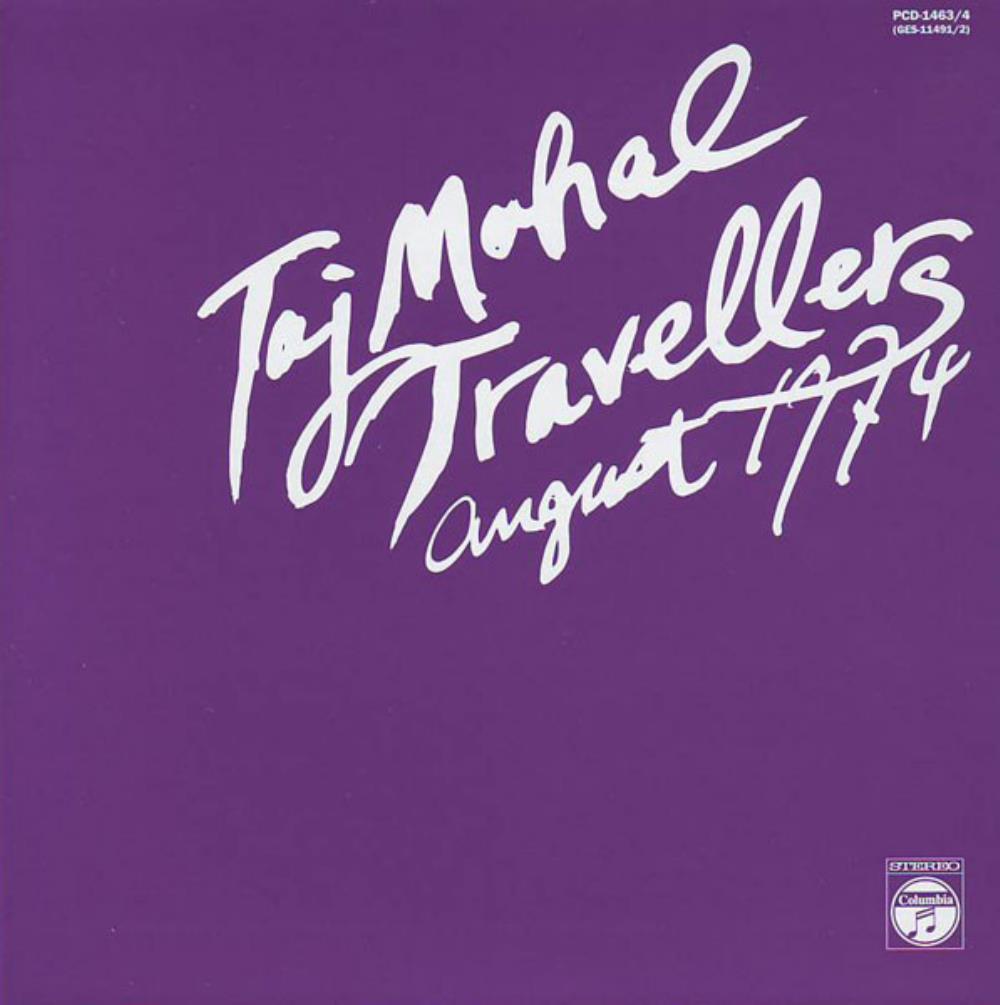 PCD-1463/4
(GES-11491/2)
Taj Mahal
Travellers
august 1974
STEREO
Columbia